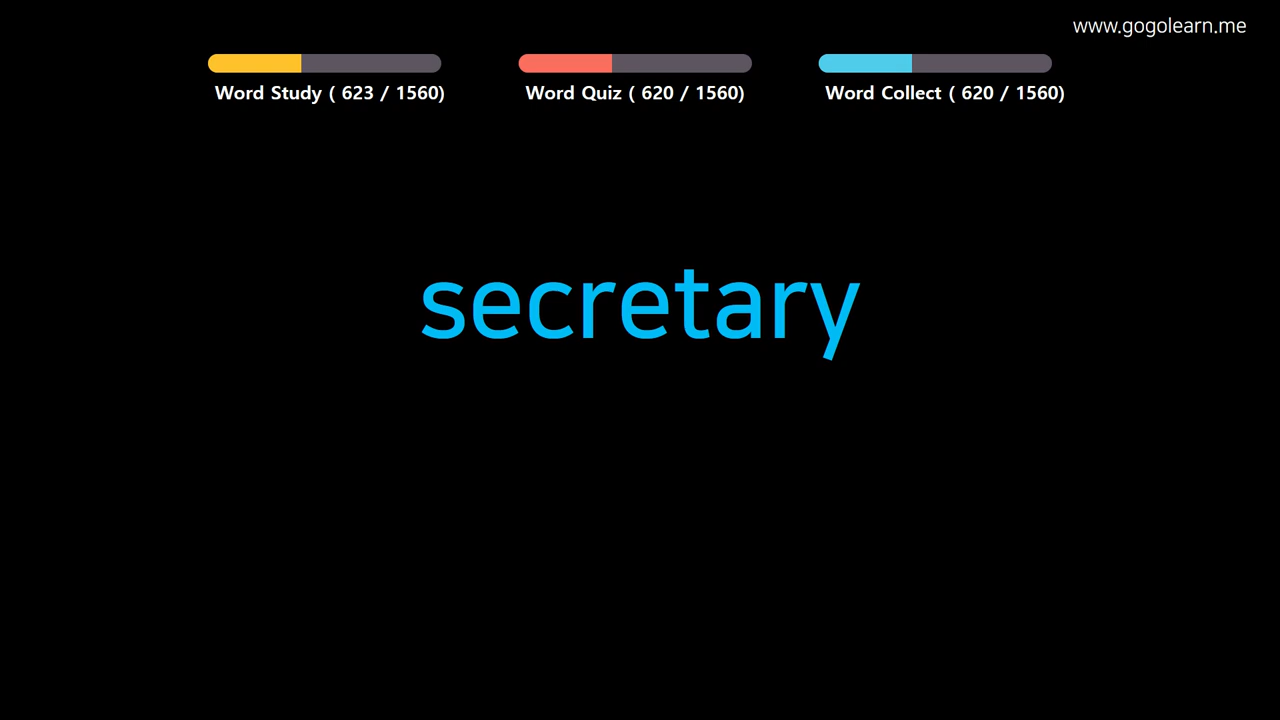 www.gogolearn.me
Word Study ( 623 / 1560)
Word Quiz ( 620 / 1560)
Word Collect ( 620 / 1560)
secretary